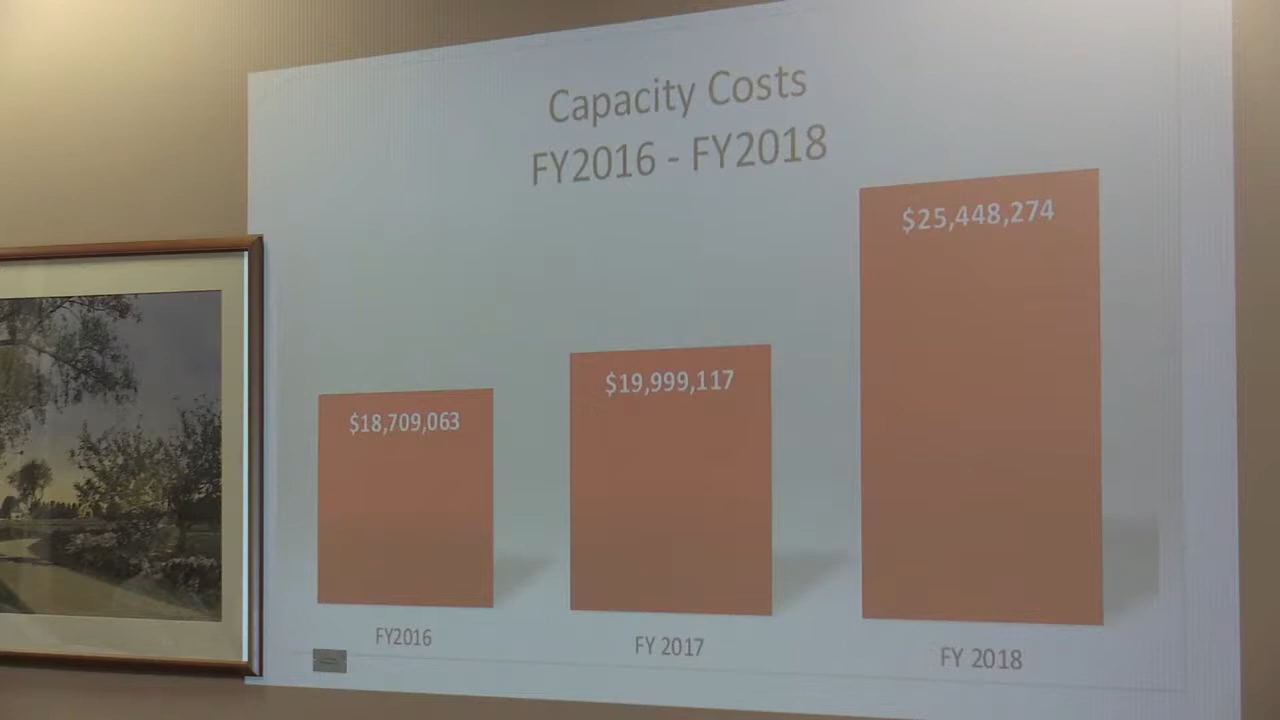 Capacity Costs
FY2016 - FY2018
$25,448,274
$19,999,117
$18,709,063
FY2016
FY 2017
FY 2018